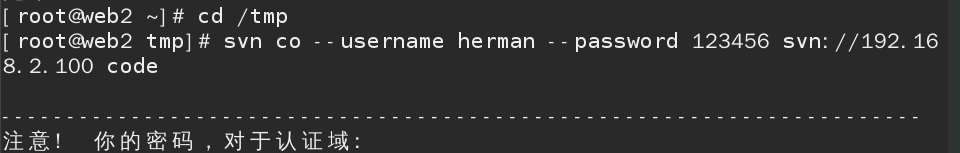 [root@web2 ~]# cd /tmp
[root@web2 tmp]# svn co --username herman --password 123456 svn://192.16
8.2.100 code
-----------------------------------------------------------------------
注意! 你的密码，对于认证域: